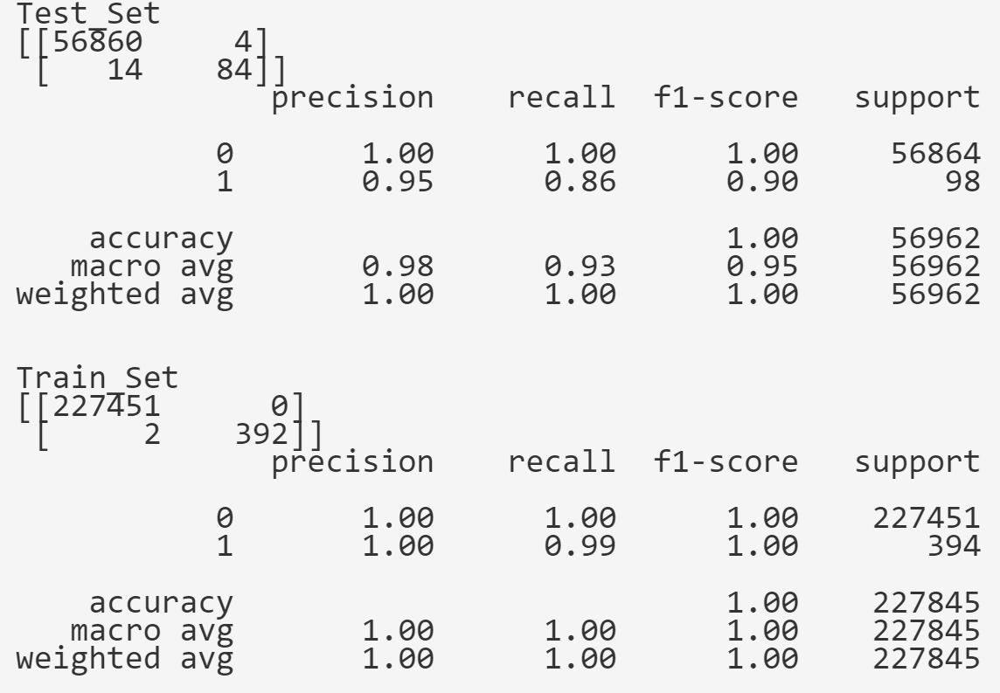 Test_Set
[[56860     4]
 [   14    84]]
              precision    recall  f1-score   support

           0       1.00      1.00      1.00     56864
           1       0.95      0.86      0.90        98

    accuracy                           1.00     56962
   macro avg       0.98      0.93      0.95     56962
weighted avg       1.00      1.00      1.00     56962

Train_Set
[[227451      0]
 [     2    392]]
              precision    recall  f1-score   support

           0       1.00      1.00      1.00    227451
           1       1.00      0.99      1.00       394

    accuracy                           1.00    227845
   macro avg       1.00      1.00      1.00    227845
weighted avg       1.00      1.00      1.00    227845